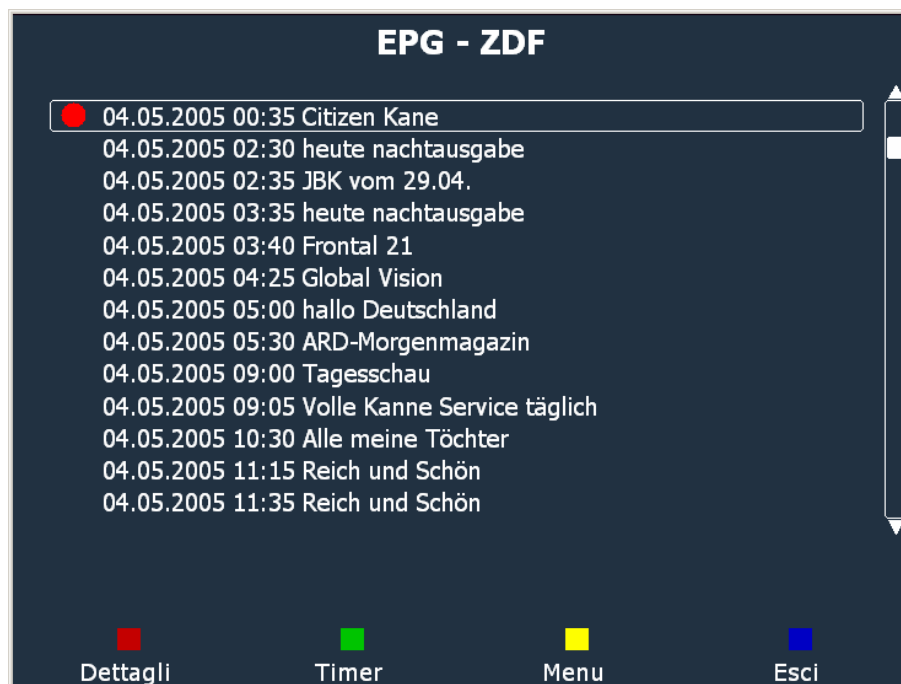 EPG - ZDF
04.05.2005 00:35 Citizen Kane
04.05.2005 02:30 heute nachtausgabe
04.05.2005 02:35 JBK vom 29.04.
04.05.2005 03:35 heute nachtausgabe
04.05.2005 03:40 Frontal 21
04.05.2005 04:25 Global Vision
04.05.2005 05:00 hallo Deutschland
04.05.2005 05:30 ARD-Morgenmagazin
04.05.2005 09:00 Tagesschau
04.05.2005 09:05 Volle Kanne Service täglich
04.05.2005 10:30 Alle meine Töchter
04.05.2005 11:15 Reich und Schön
04.05.2005 11:35 Reich und Schön
Dettagli Timer Menu Esci